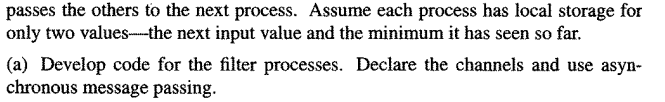 passes the others to the next process. Assume each process has local storage for
only two values—the next input value and the minimum it has seen so far.
(a) Develop code for the filter processes. Declare the channels and use asyn-
chronous message passing.